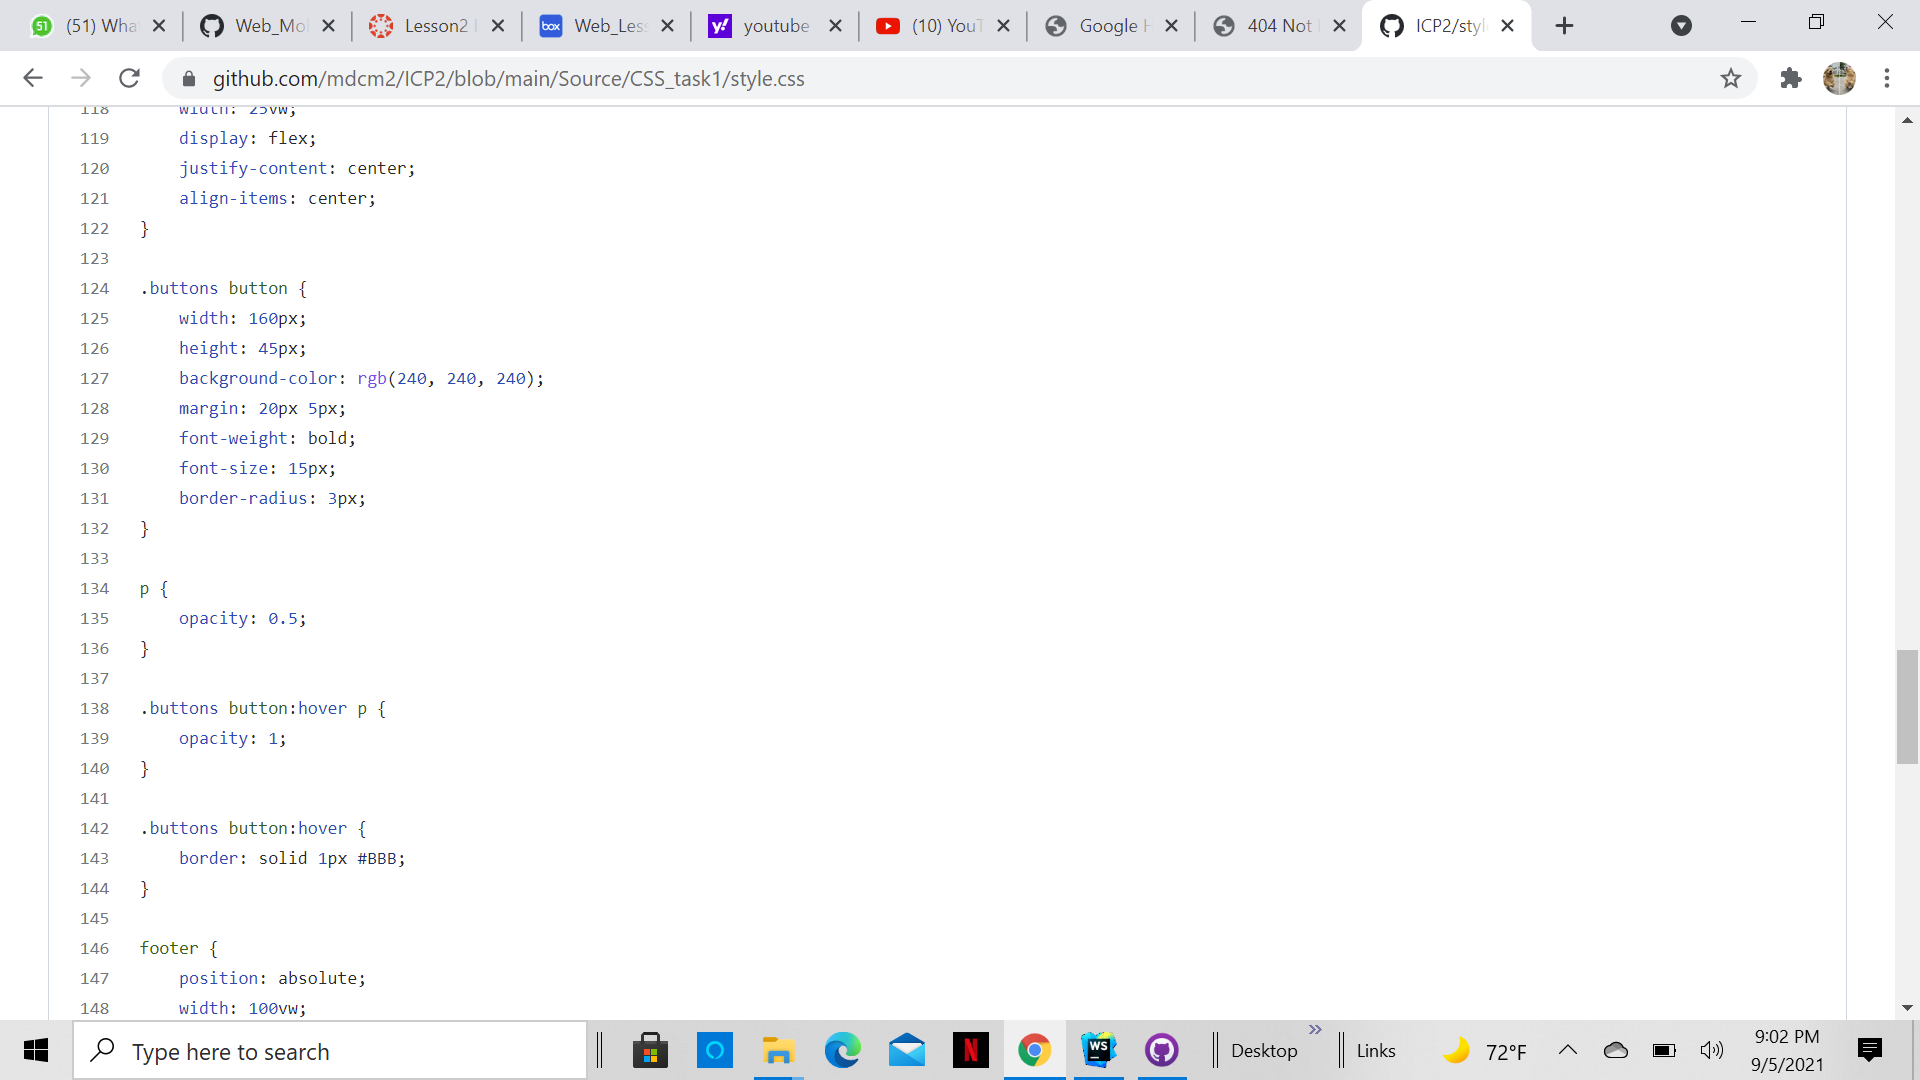 51 (51) Wha
Web_Mo
Lesson2
box Web_Les
y! youtube
(10) YouT
Google H
404 Not
ICP2/styl
github.com/mdcm2/ICP2/blob/main/Source/CSS_task1/style.css
118 width: 25vw;
119 display: flex;
120 justify-content: center;
121 align-items: center;
122 }
123
124 .buttons button {
125 width: 160px;
126 height: 45px;
127 background-color: rgb(240, 240, 240);
128 margin: 20px 5px;
129 font-weight: bold;
130 font-size: 15px;
131 border-radius: 3px;
132 }
133
134 p {
135 opacity: 0.5;
136 }
137
138 .buttons button:hover p {
139 opacity: 1;
140 }
141
142 .buttons button:hover {
143 border: solid 1px #BBB;
144 }
145
146 footer {
147 position: absolute;
148 width: 100vw;
Type here to search
N
WS
Desktop
»
Links
72°F
9:02 PM
9/5/2021